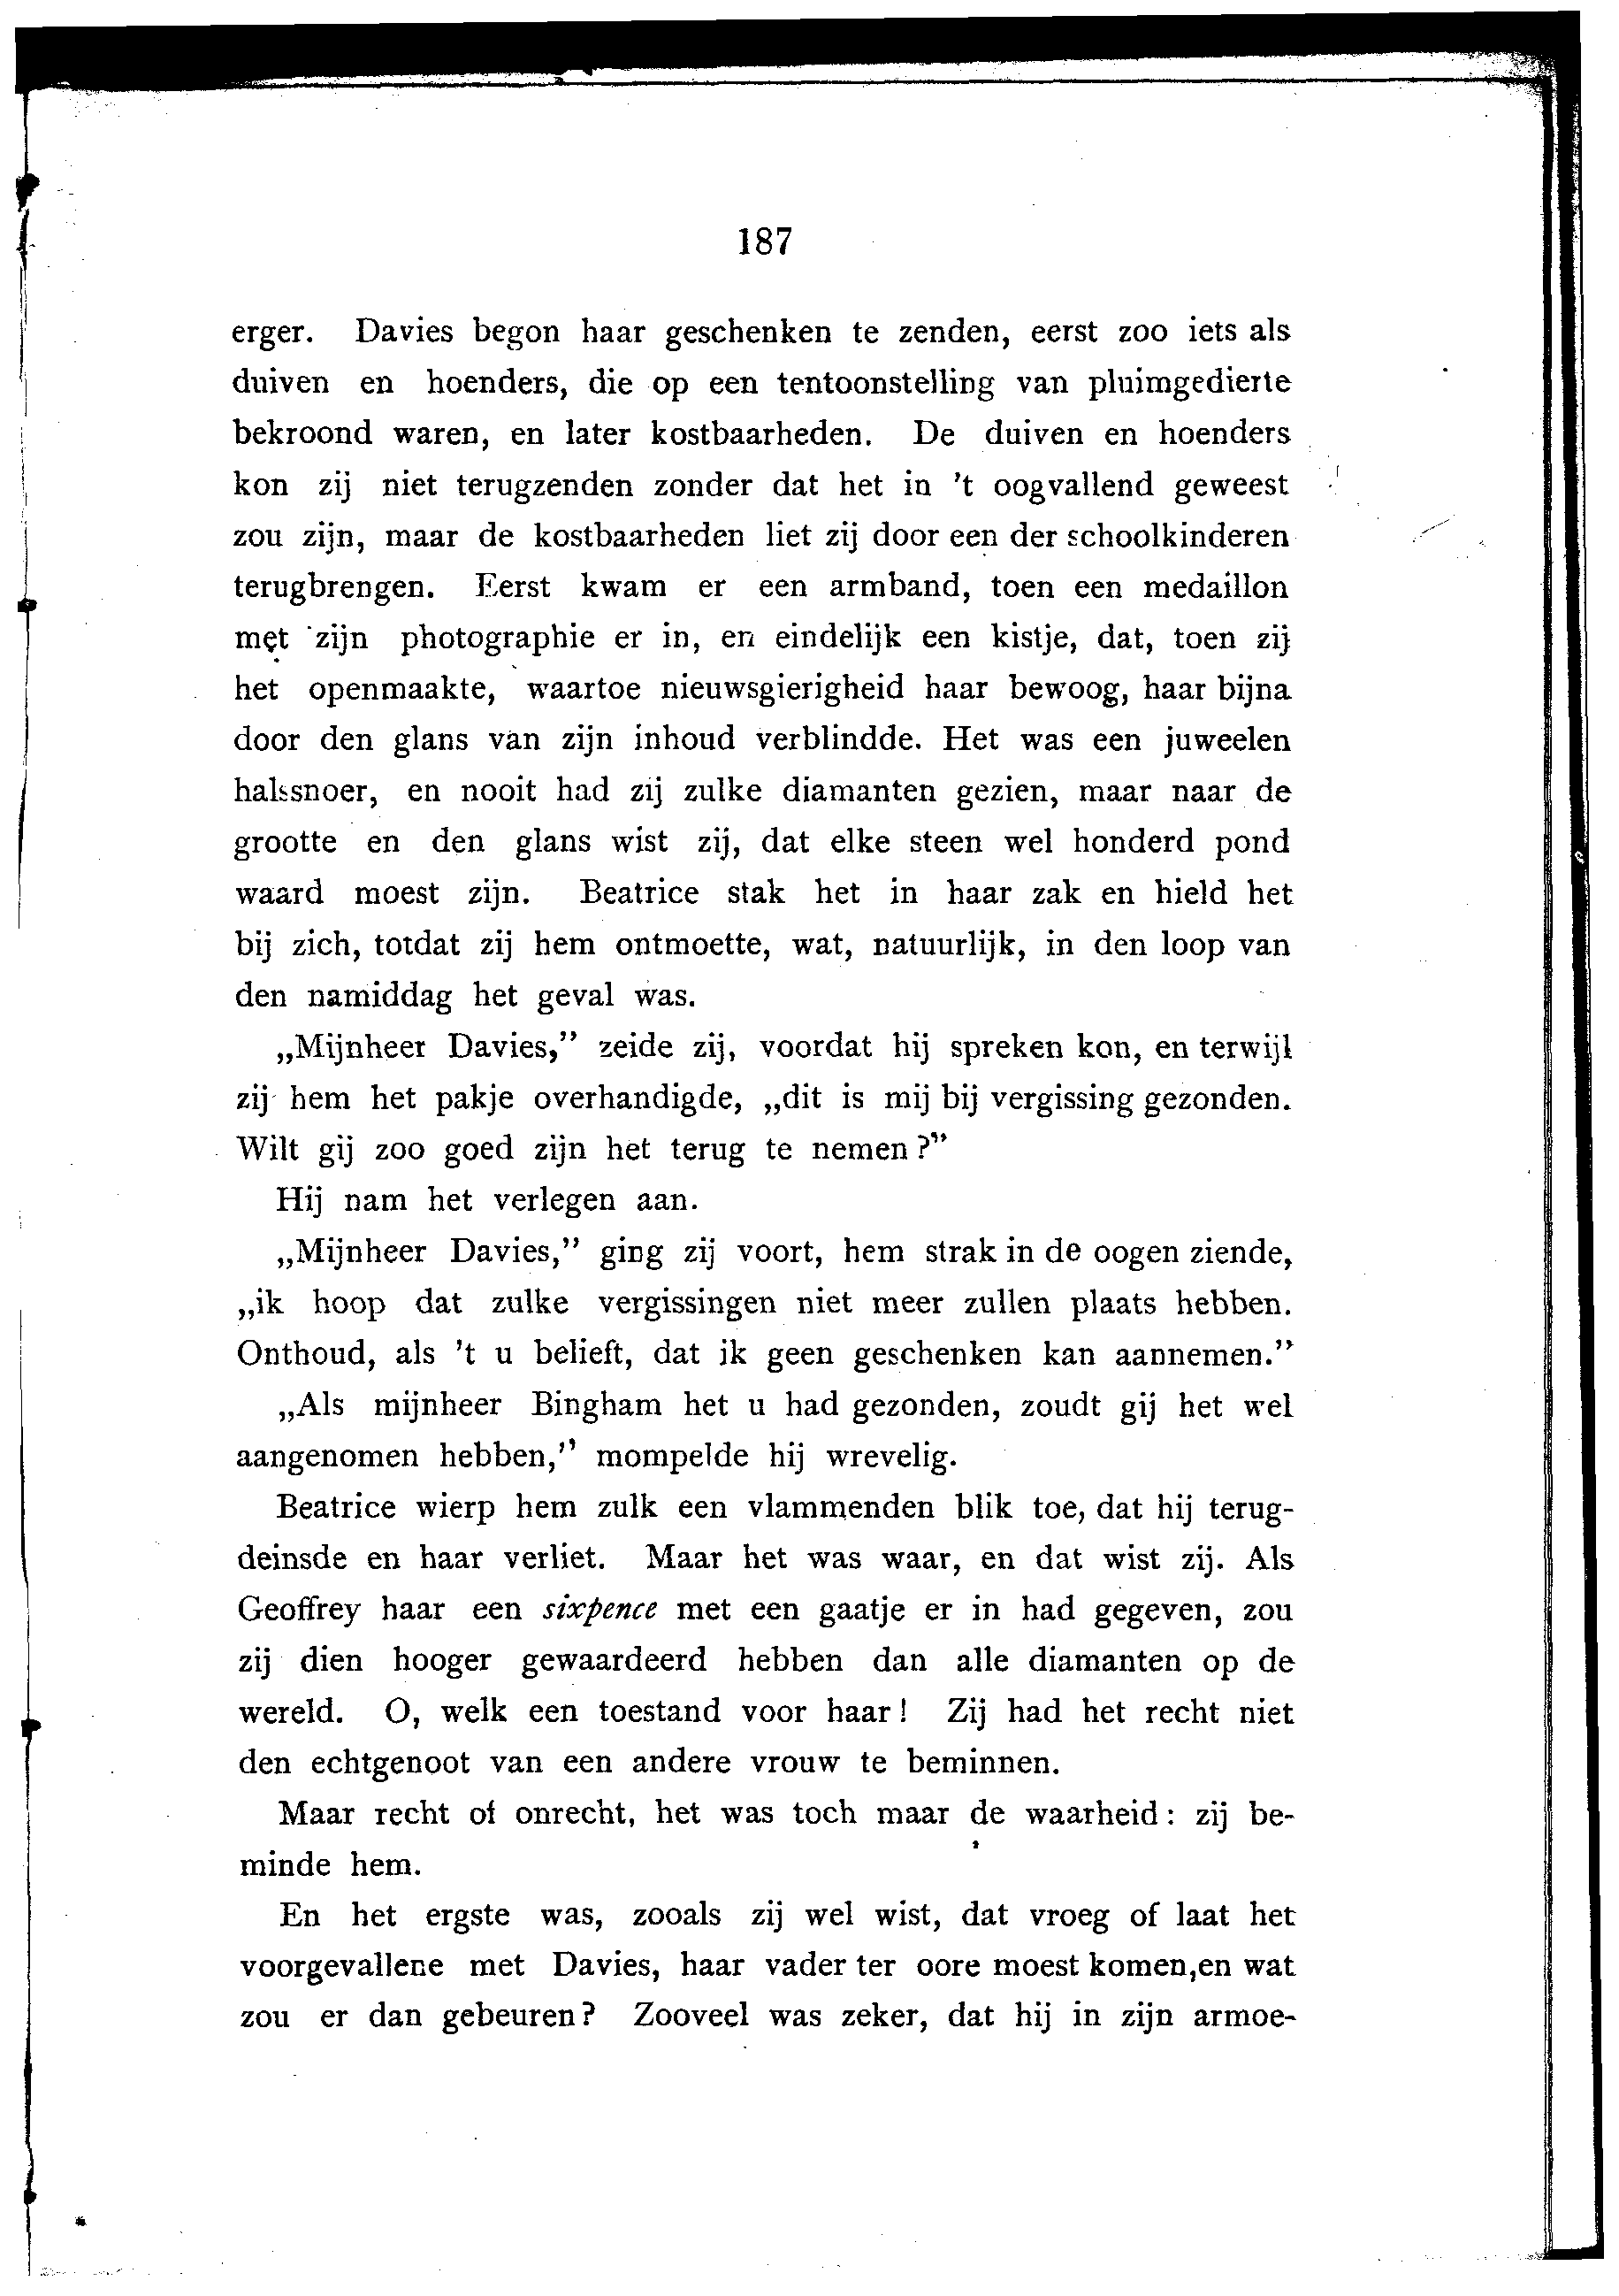 187
erger. Davies begon haar geschenken te zenden, eerst zoo iets als
duiven en hoenders, die op een tentoonstelling van pluimgedierte
bekroond waren, en later kostbaarheden. De duiven en hoenders
kon zij niet terugzenden zonder dat het in 't oogvallend geweest
zou zijn, maar de kostbaarheden liet zij door een der schoolkinderen
terugbrengen. Eerst kwam er een armband, toen een medaillon
met zijn photographie er in, en eindelijk een kistje, dat, toen zij
het openmaakte, waartoe nieuwsgierigheid haar bewoog, haar bijna
door den glans van zijn inhoud verblindde. Het was een juweelen
halssnoer, en nooit had zij zulke diamanten gezien, maar naar de
grootte en den glans wist zij, dat elke steen wel honderd pond
waard moest zijn. Beatrice stak het in haar zak en hield het
bij zich, totdat zij hem ontmoette, wat, natuurlijk, in den loop van
den namiddag het geval was.
„Mijnheer Davies,” zeide zij, voordat hij spreken kon, en terwijl
zij hem het pakje overhandigde, „dit is mij bij vergissing gezonden.
Wilt gij zoo goed zijn het terug te nemen?”
Hij nam het verlegen aan.
„Mijnheer Davies,” ging zij voort, hem strak in de oogen ziende,
„ik hoop dat zulke vergissingen niet meer zullen plaats hebben.
Onthoud, als 't u belieft, dat ik geen geschenken kan aannemen.”
„Als mijnheer Bingham het u had gezonden, zoudt gij het wel
aangenomen hebben,” mompelde hij wrevelig.
Beatrice wierp hem zulk een vlammenden blik toe, dat hij terug-
deinsde en haar verliet. Maar het was waar, en dat wist zij. Als
Geoffrey haar een sixpence met een gaatje er in had gegeven, zou
zij dien hooger gewaardeerd hebben dan alle diamanten op de
wereld. O, welk een toestand voor haar! Zij had het recht niet
den echtgenoot van een andere vrouw te beminnen.
Maar recht of onrecht, het was toch maar de waarheid: zij be-
minde hem.
En het ergste was, zooals zij wel wist, dat vroeg of laat het
voorgevallene met Davies, haar vader ter oore moest komen,en wat
zou er dan gebeuren? Zooveel was zeker, dat hij in zijn armoe-